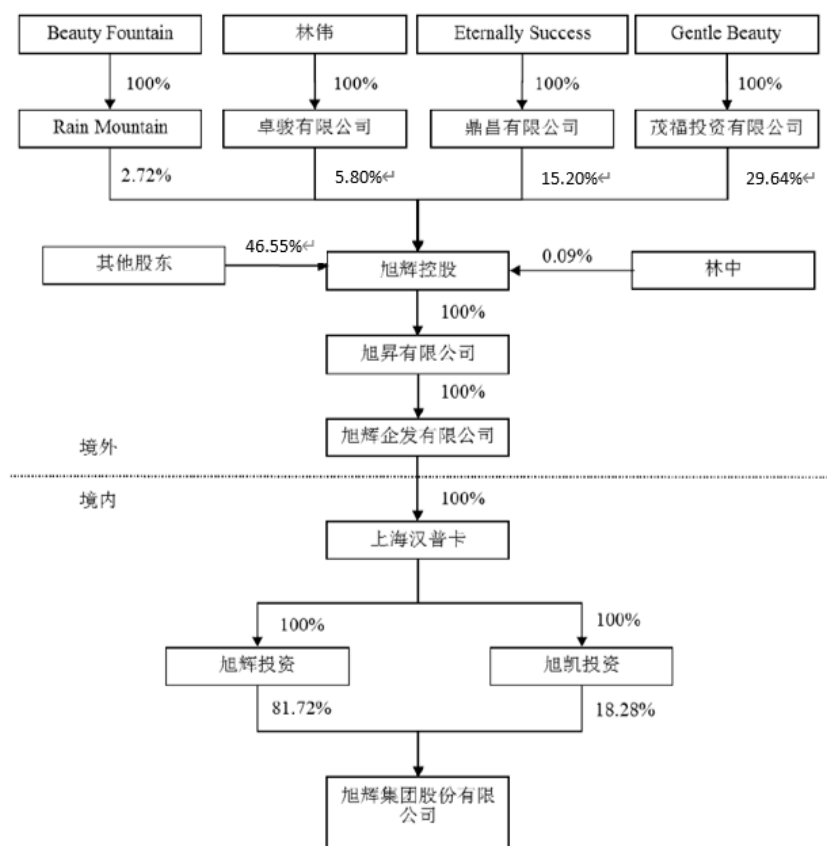 Beauty Fountain
林伟
Eternally Success
Gentle Beauty
100%
100%
100%
100%
Rain Mountain
卓骏有限公司
鼎昌有限公司
茂福投资有限公司
2.72%
5.80%↵
15.20%↵
29.64%↵
其他股东
46.55%↵
旭辉控股
0.09%
林中
100%
旭昇有限公司
100%
旭辉企发有限公司
境外
境内
100%
上海汉普卡
100%
100%
旭辉投资
旭凯投资
81.72%
18.28%
旭辉集团股份有限
公司